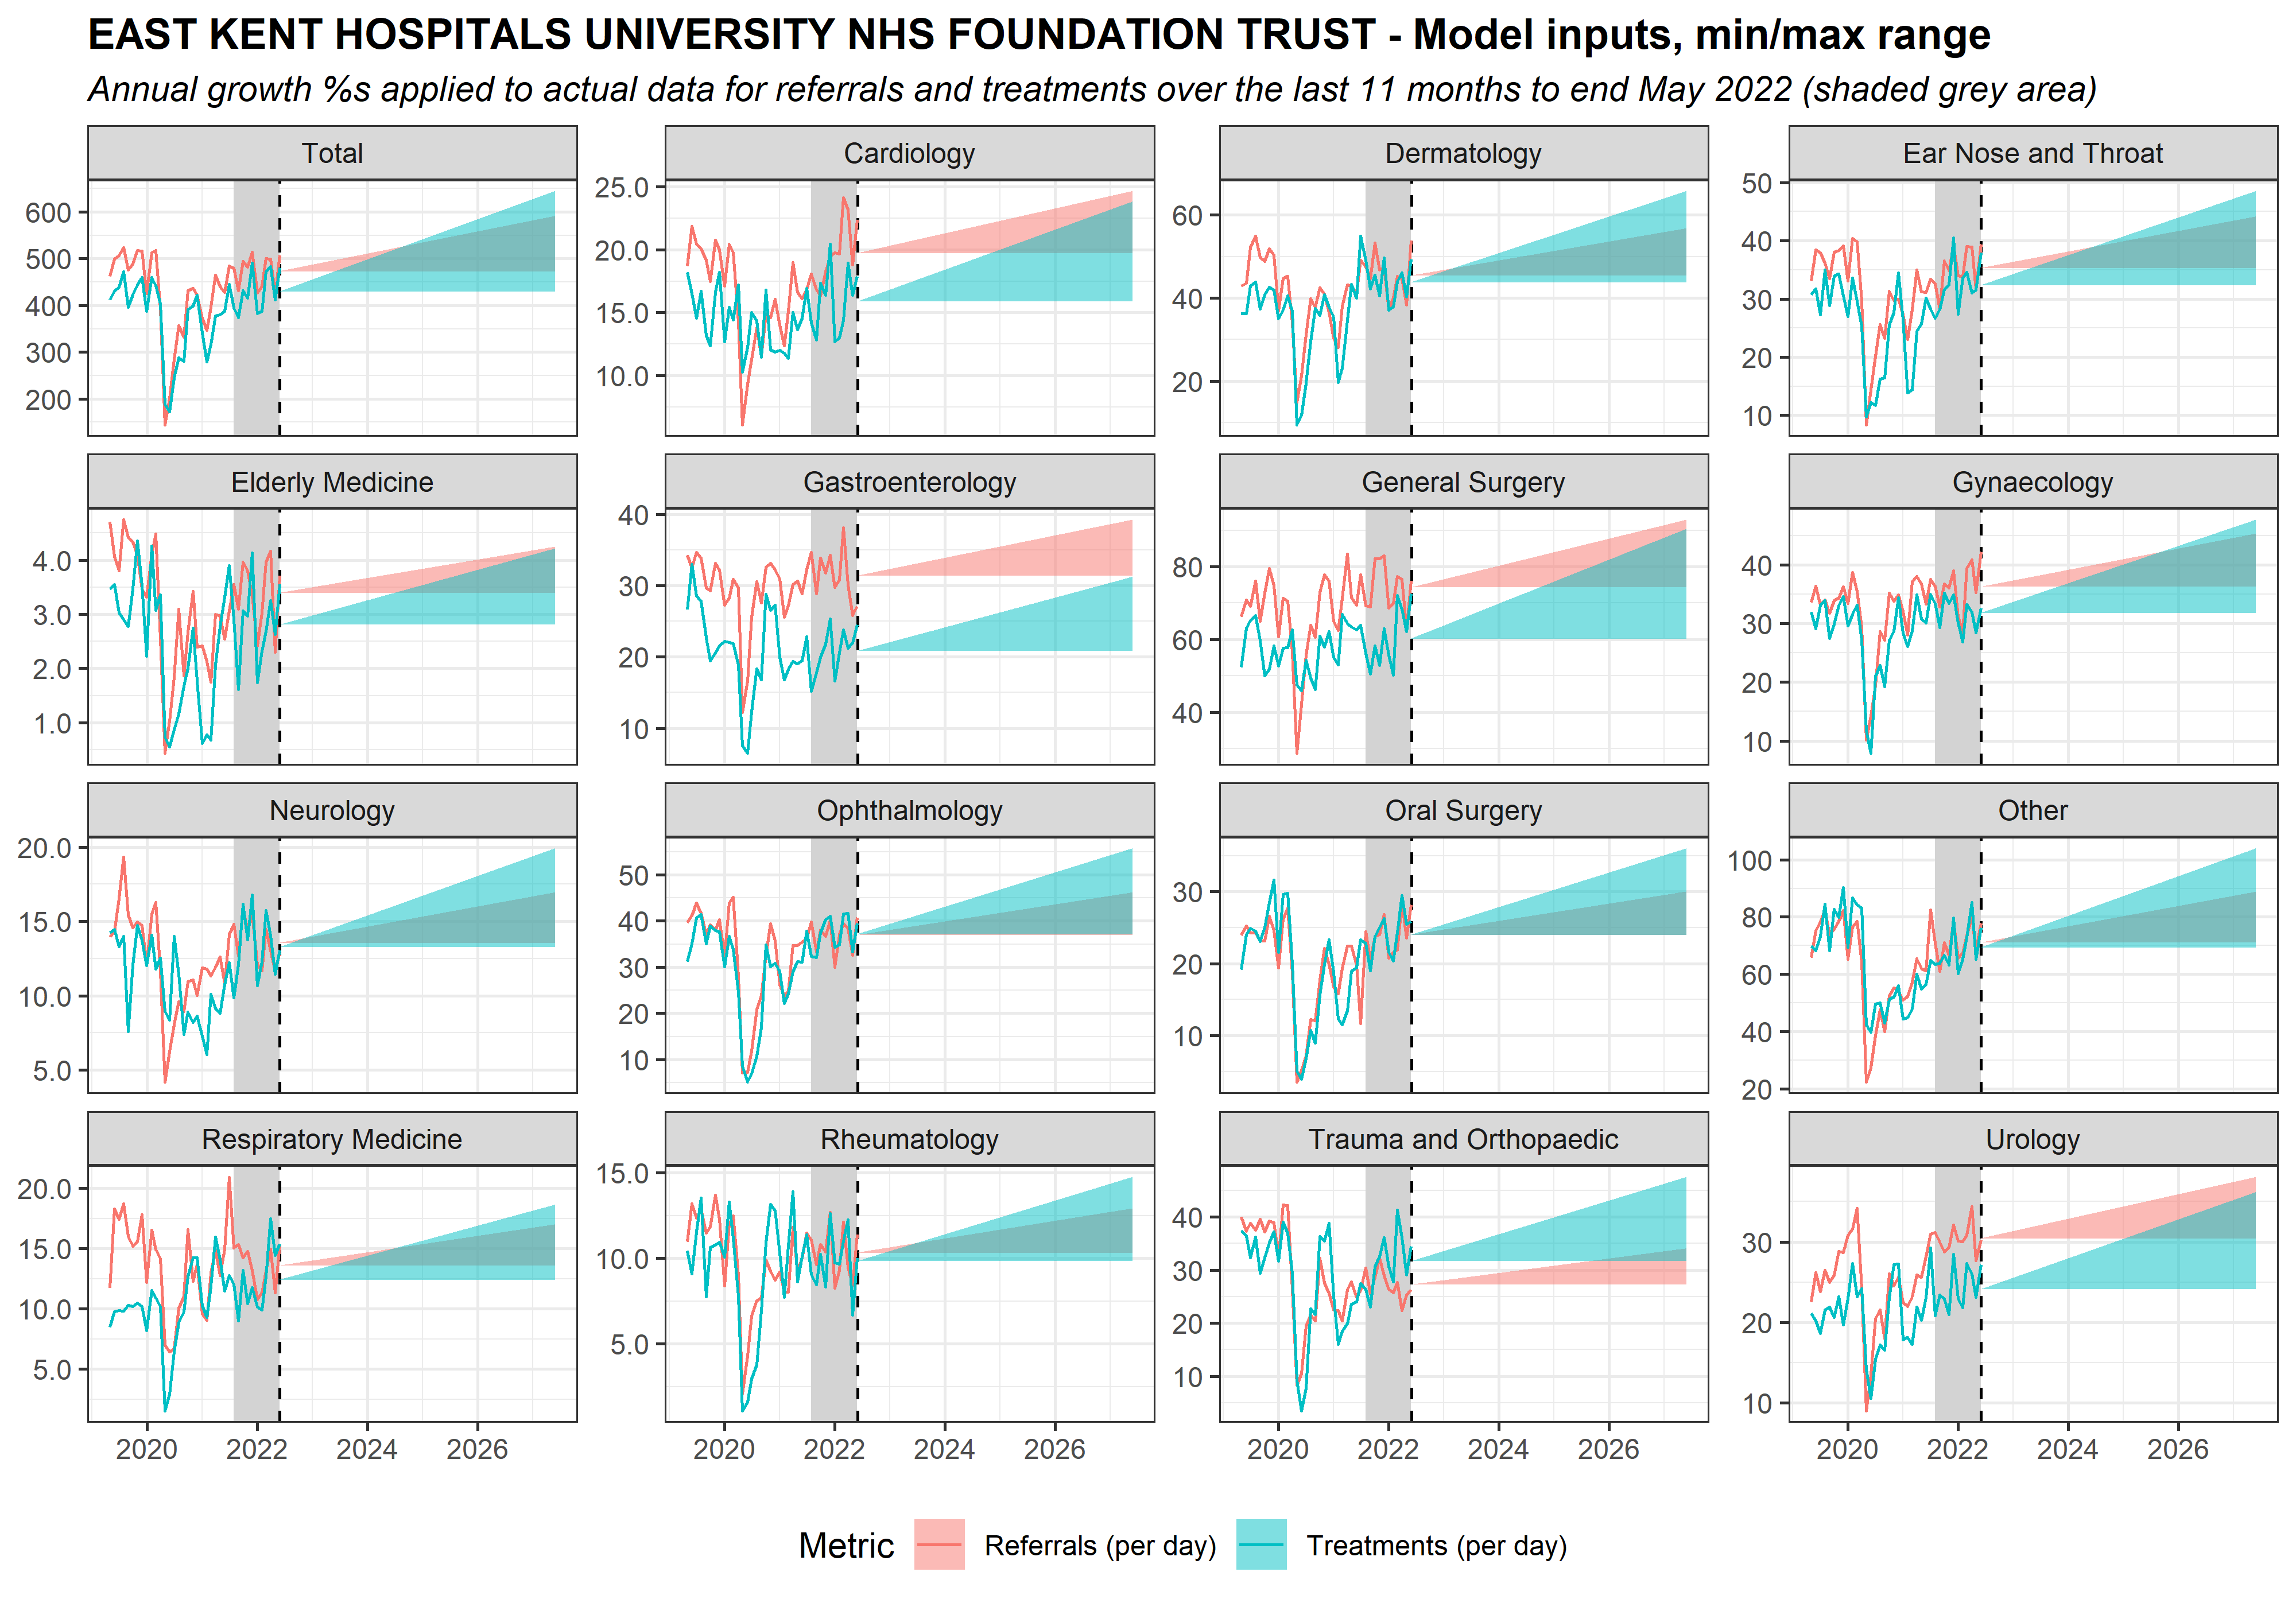 EAST KENT HOSPITALS UNIVERSITY NHS FOUNDATION TRUST - Model inputs, min/max range
Annual growth %s applied to actual data for referrals and treatments over the last 11 months to end May 2022 (shaded grey area)
Total
600
500
400
300
200
Cardiology
25.0
20.0
15.0
10.0
Dermatology
60
40
20
Ear Nose and Throat
50
40
30
20
10
Elderly Medicine
4.0
3.0
2.0
1.0
Gastroenterology
40
30
20
10
General Surgery
80
60
40
Gynaecology
40
30
20
10
Neurology
20.0
15.0
10.0
5.0
Ophthalmology
50
40
30
20
10
Oral Surgery
30
20
10
Other
100
80
60
40
20
Respiratory Medicine
20.0
15.0
10.0
5.0
2020 2022 2024 2026
Rheumatology
15.0
10.0
5.0
2020 2022 2024 2026
Trauma and Orthopaedic
40
30
20
10
2020 2022 2024 2026
Urology
30
20
10
2020 2022 2024 2026
Metric Referrals (per day) Treatments (per day)